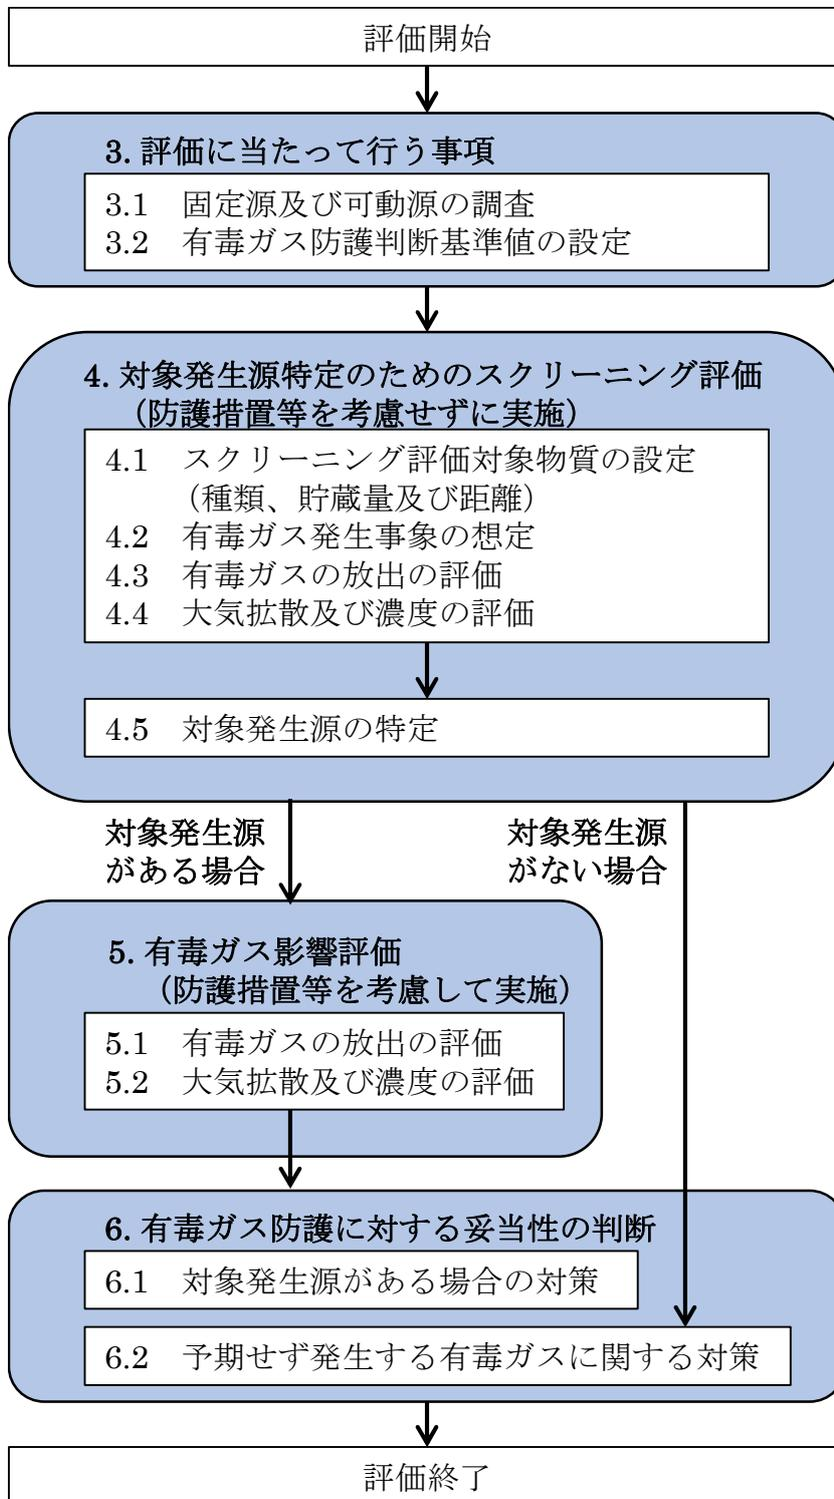 評価開始
3. 評価に当たって行う事項
3.1 固定源及び可動源の調査
3.2 有毒ガス防護判断基準値の設定
4. 対象発生源特定のためのスクリーニング評価
（防護措置等を考慮せずに実施）
4.1 スクリーニング評価対象物質の設定
（種類、貯蔵量及び距離）
4.2 有毒ガス発生事象の想定
4.3 有毒ガスの放出の評価
4.4 大気拡散及び濃度の評価
4.5 対象発生源の特定
対象発生源
がある場合
対象発生源
がない場合
5. 有毒ガス影響評価
（防護措置等を考慮して実施）
5.1 有毒ガスの放出の評価
5.2 大気拡散及び濃度の評価
6. 有毒ガス防護に対する妥当性の判断
6.1 対象発生源がある場合の対策
6.2 予期せず発生する有毒ガスに関する対策
評価終了